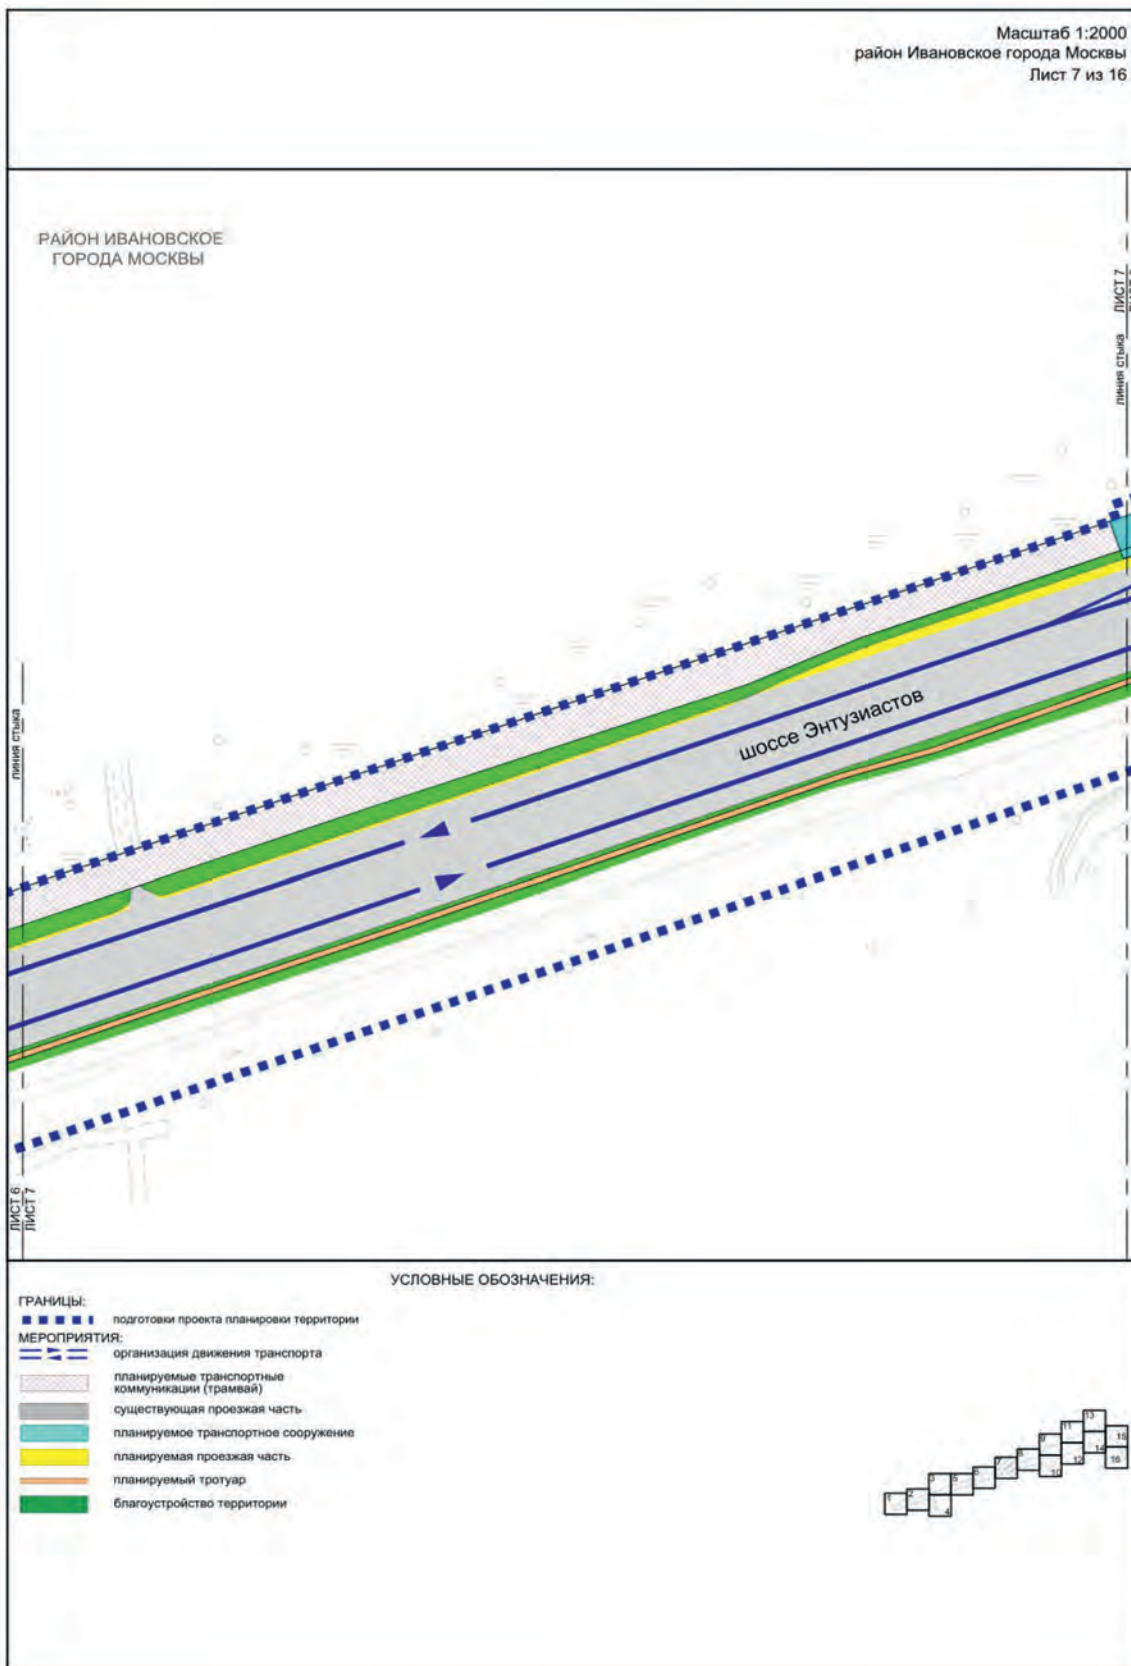 Масштаб 1:2000
район Ивановское города Москвы
Лист 7 из 16
РАЙОН ИВАНОВСКОЕ
ГОРОДА МОСКВЫ
ЛИСТ 7
линия стыка
шоссе Энтузиастов
линия стыка
ЛИСТ 6
ЛИСТ 7
УСЛОВНЫЕ ОБОЗНАЧЕНИЯ:
ГРАНИЦЫ:
подготовки проекта планировки территории
МЕРОПРИЯТИЯ:
организация движения транспорта
планируемые транспортные
коммуникации (трамвай)
существующая проезжая часть
планируемое транспортное сооружение
планируемая проезжая часть
планируемый тротуар
благоустройство территории
13
11
15
9
14
8
12
16
7
10
6
3
5
2
1
4